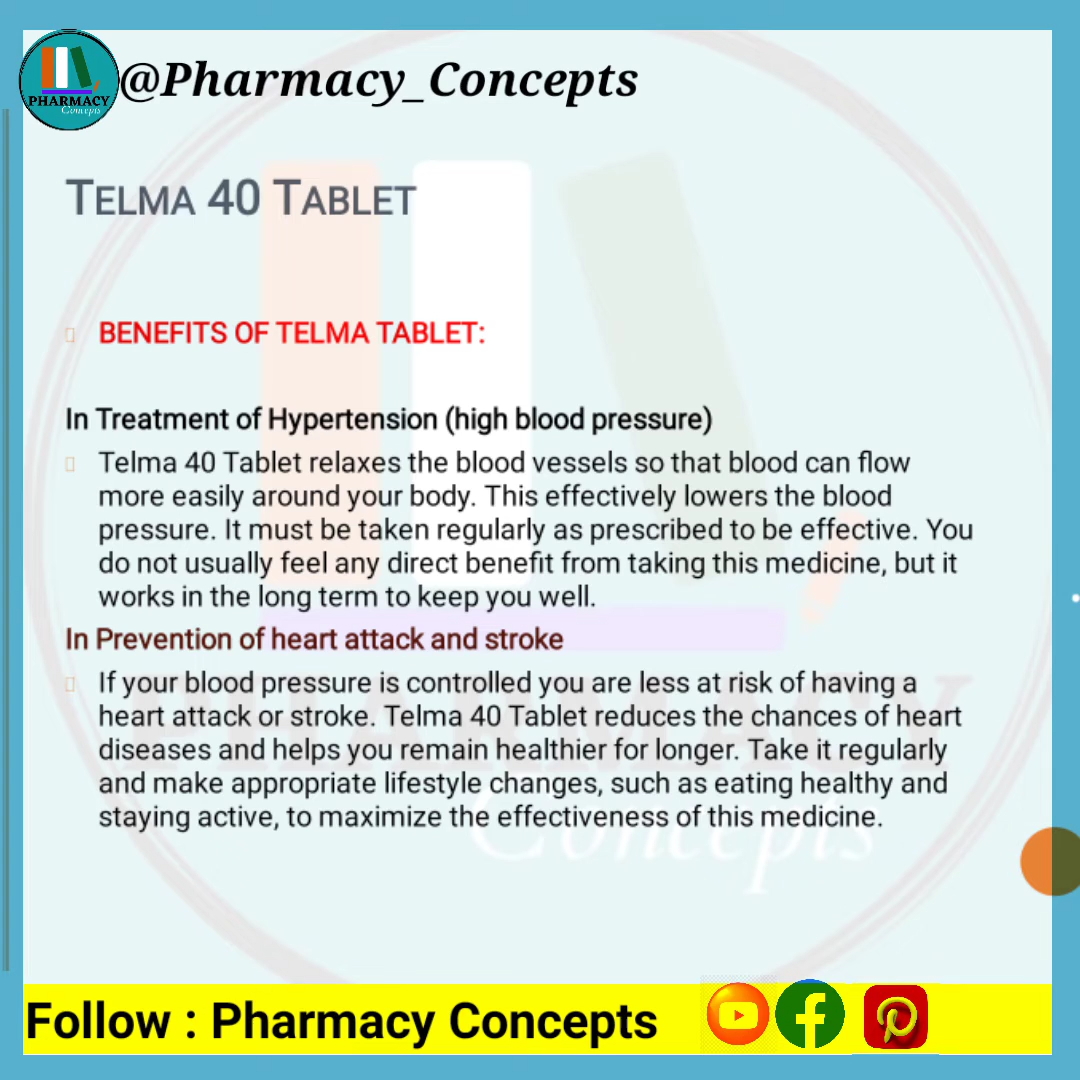 PHARMACY
Concepts
@Pharmacy_Concepts
TELMA 40 TABLET
BENEFITS OF TELMA TABLET:
In Treatment of Hypertension (high blood pressure)
Telma 40 Tablet relaxes the blood vessels so that blood can flow
more easily around your body. This effectively lowers the blood
pressure. It must be taken regularly as prescribed to be effective. You
do not usually feel any direct benefit from taking this medicine, but it
works in the long term to keep you well.
In Prevention of heart attack and stroke
If your blood pressure is controlled you are less at risk of having a
heart attack or stroke. Telma 40 Tablet reduces the chances of heart
diseases and helps you remain healthier for longer. Take it regularly
and make appropriate lifestyle changes, such as eating healthy and
staying active, to maximize the effectiveness of this medicine.
PHARMACY
Concepts
Follow : Pharmacy Concepts